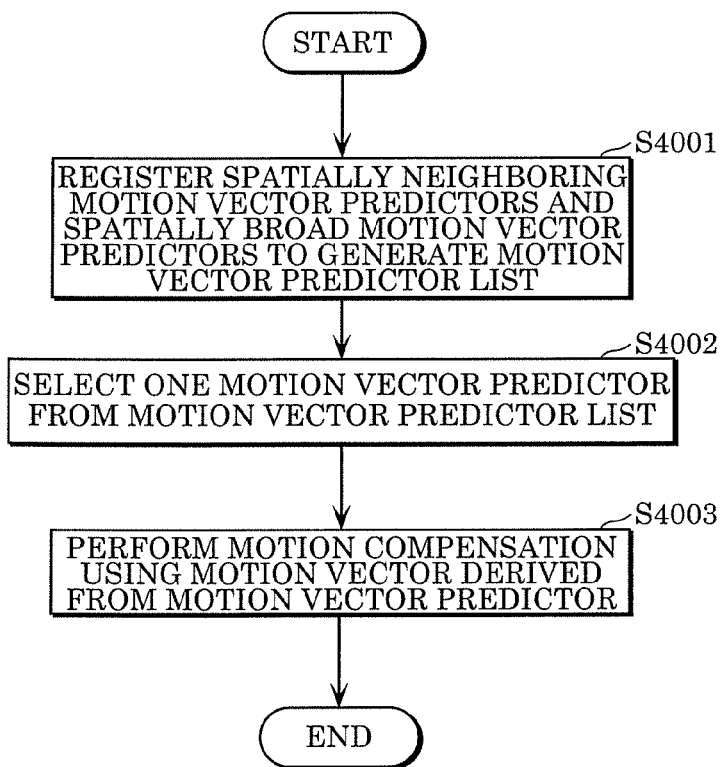 START
S4001
REGISTER SPATIALLY NEIGHBORING
MOTION VECTOR PREDICTORS AND
SPATIALLY BROAD MOTION VECTOR
PREDICTORS TO GENERATE MOTION
VECTOR PREDICTOR LIST
S4002
SELECT ONE MOTION VECTOR PREDICTOR
FROM MOTION VECTOR PREDICTOR LIST
S4003
PERFORM MOTION COMPENSATION
USING MOTION VECTOR DERIVED
FROM MOTION VECTOR PREDICTOR
END